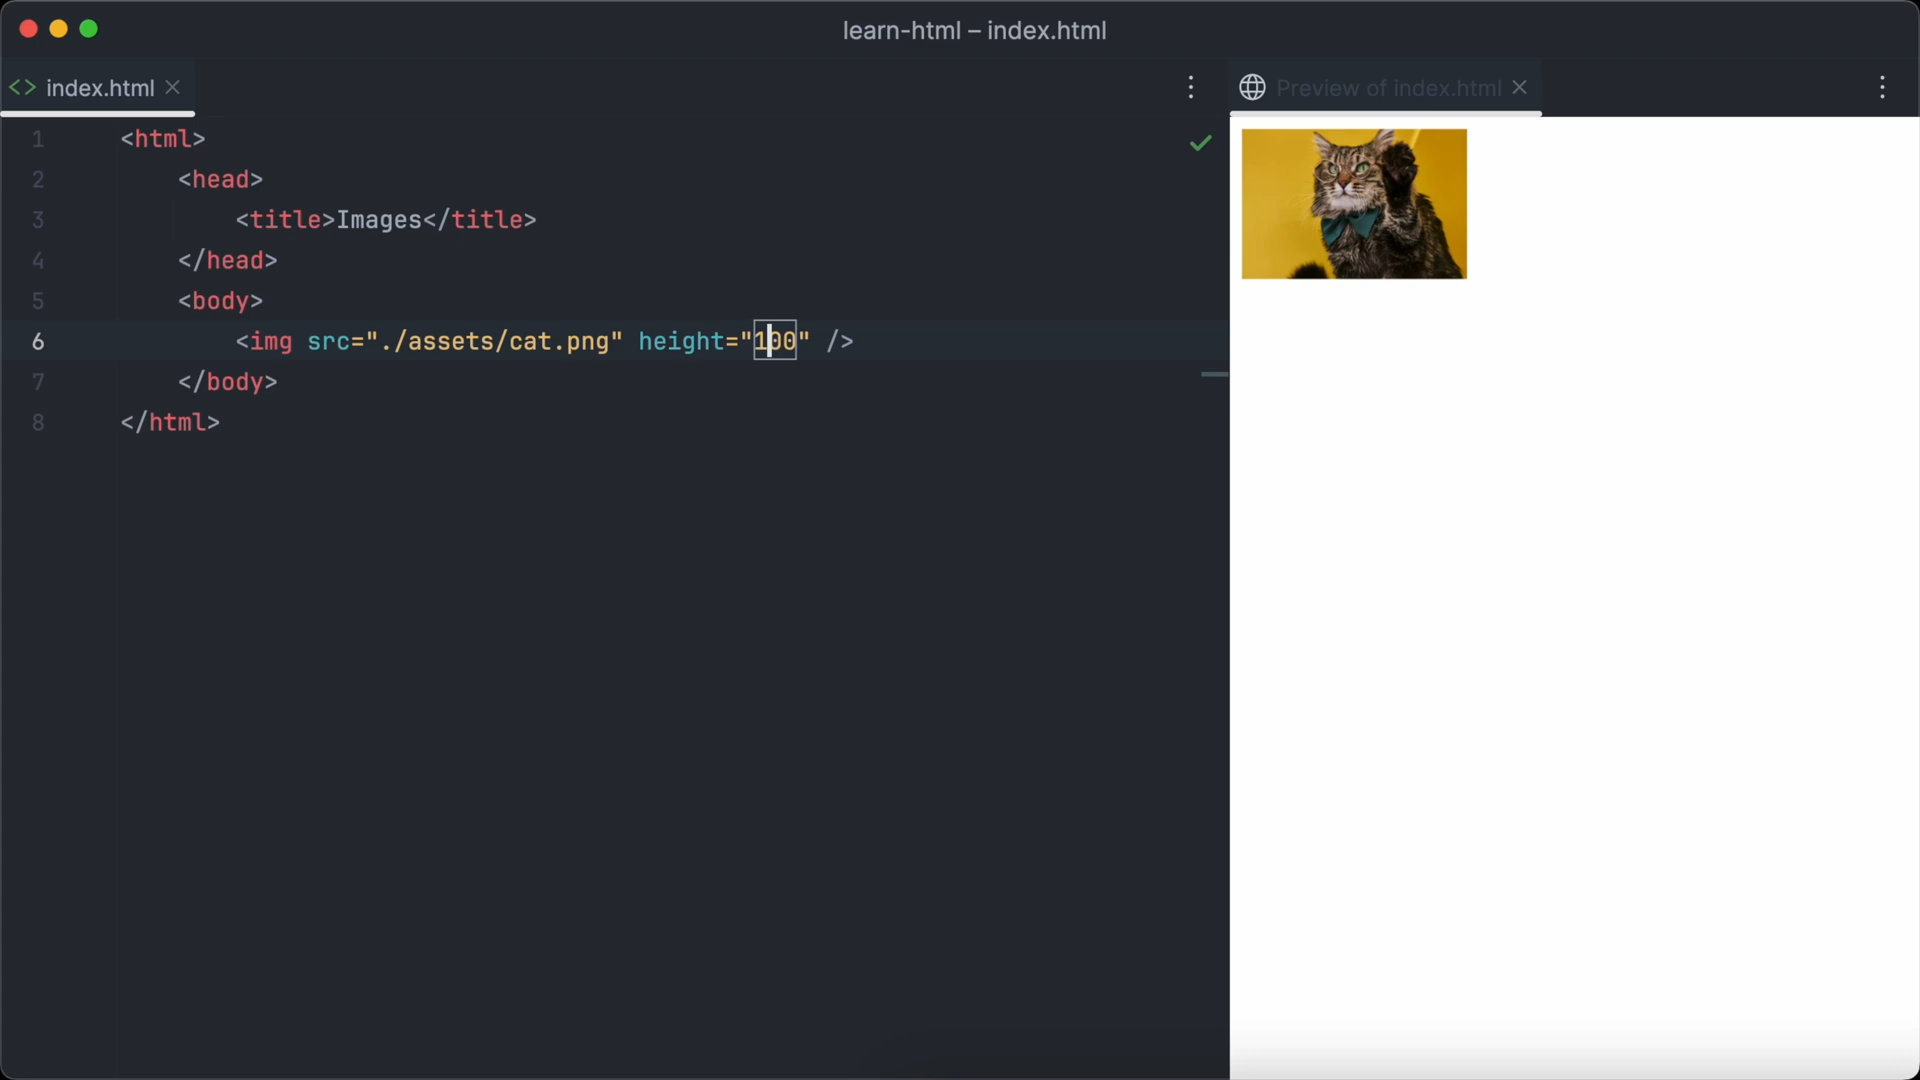 learn-html – index.html
<> index.html ×
Preview of index.html ×
1 <html>
2 <head>
3 <title>Images</title>
4 </head>
5 <body>
6 <img src="./assets/cat.png" height="100" />
7 </body>
8 </html>